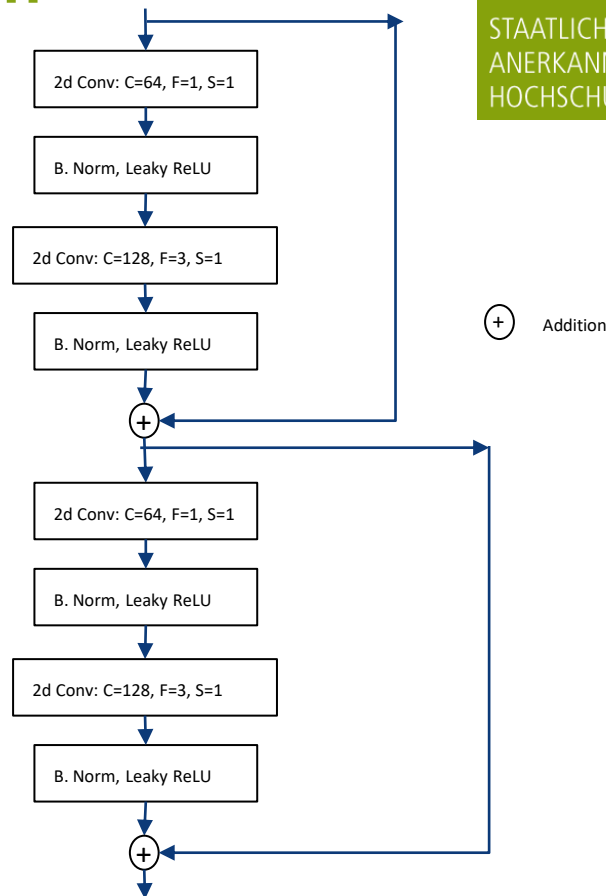 STAATLICH
2d Conv: C=64, F=1, S=1
B. Norm, Leaky ReLU
2d Conv: C=128, F=3, S=1
B. Norm, Leaky ReLU
+
+ Addition
2d Conv: C=64, F=1, S=1
B. Norm, Leaky ReLU
2d Conv: C=128, F=3, S=1
B. Norm, Leaky ReLU
+